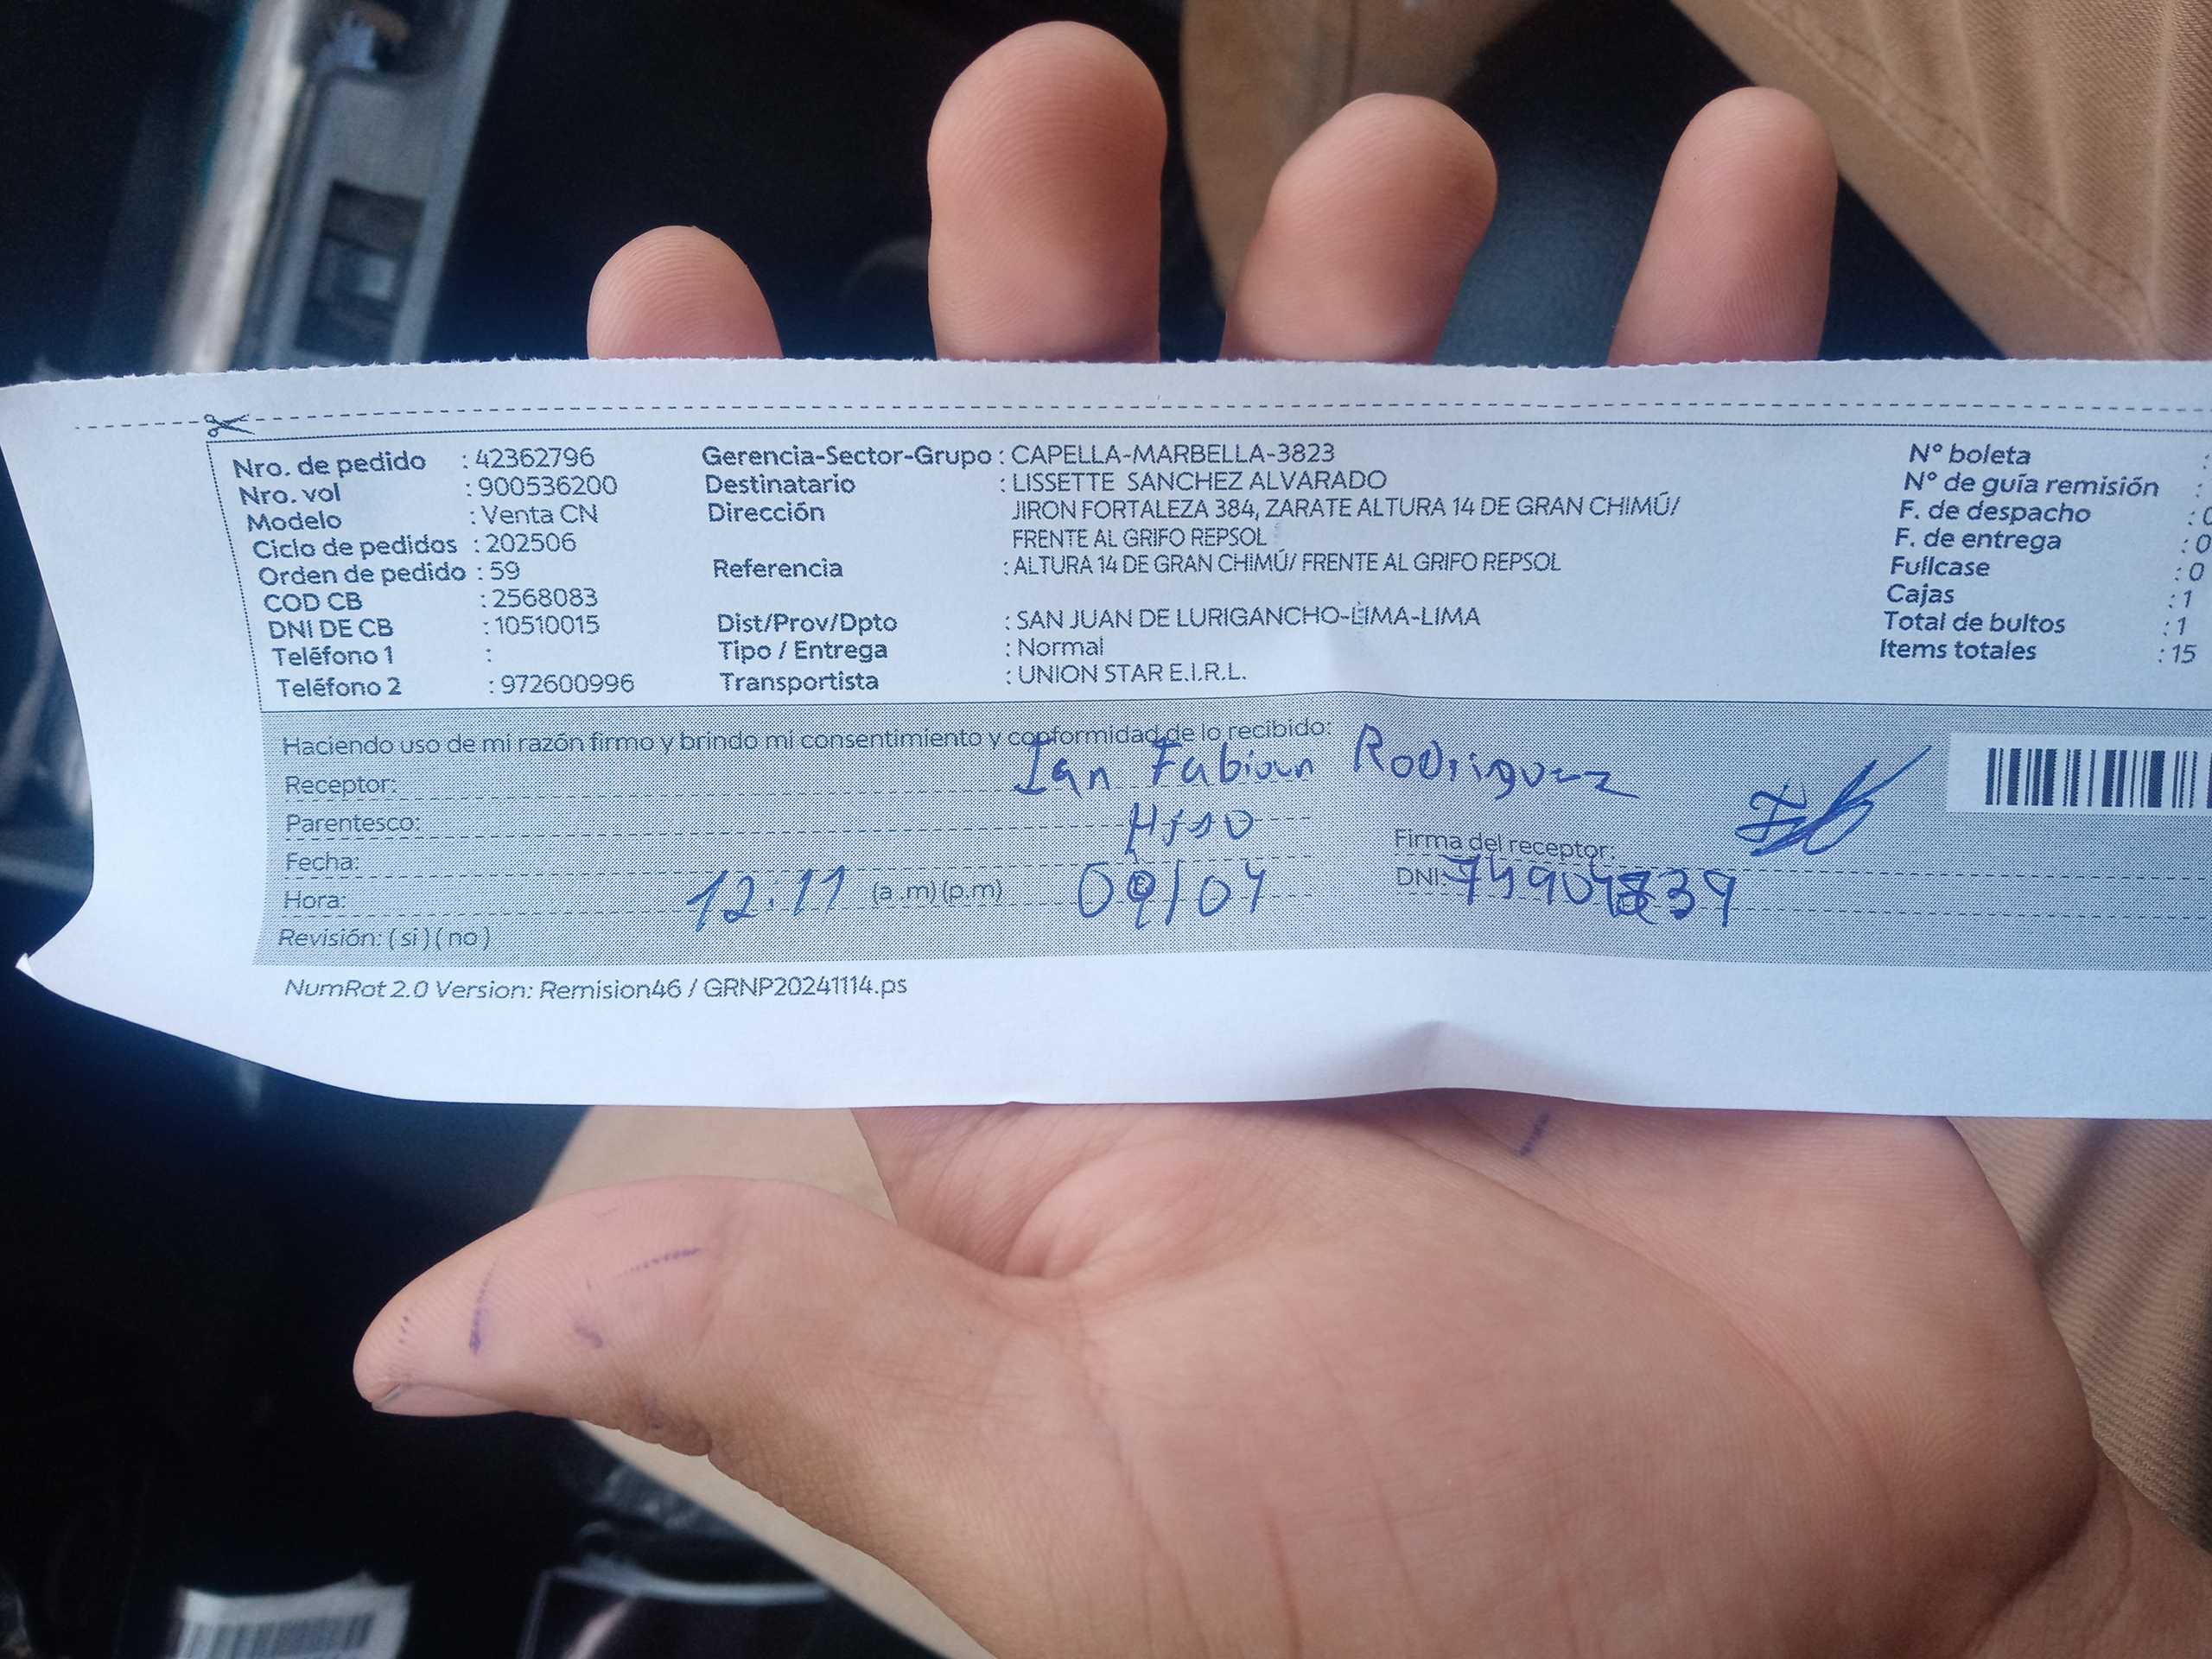 Nro. de pedido : 42362796 Gerencia-Sector-Grupo : CAPELLA-MARBELLA-3823 N° boleta :
Nro. vol : 900536200 Destinatario : LISSETTE SANCHEZ ALVARADO N° de guía remisión :
Modelo : Venta CN Dirección JIRON FORTALEZA 384, ZARATE ALTURA 14 DE GRAN CHIMÚ/ F. de despacho : 0
Ciclo de pedidos : 202506 FRENTE AL GRIFO REPSOL F. de entrega : 0
Orden de pedido : 59 Referencia : ALTURA 14 DE GRAN CHIMÚ/ FRENTE AL GRIFO REPSOL Fullcase : 0
COD CB : 2568083 Cajas : 1
DNI DE CB : 10510015 Dist/Prov/Dpto : SAN JUAN DE LURIGANCHO-LIMA-LIMA Total de bultos : 1
Teléfono 1 : Tipo / Entrega : Normal Items totales : 15
Teléfono 2 : 972600996 Transportista : UNION STAR E.I.R.L.
Haciendo uso de mi razón firmo y brindo mi consentimiento y conformidad de lo recibido:
Receptor: Ian Fabian Rodriguez
Parentesco: HIJO
Fecha: 09/04 Firma del receptor:
Hora: 12:11 (a.m) (p.m) DNI:
Revisión: ( si ) ( no )
NumRot 2.0 Version: Remision46 / GRNP20241114.ps